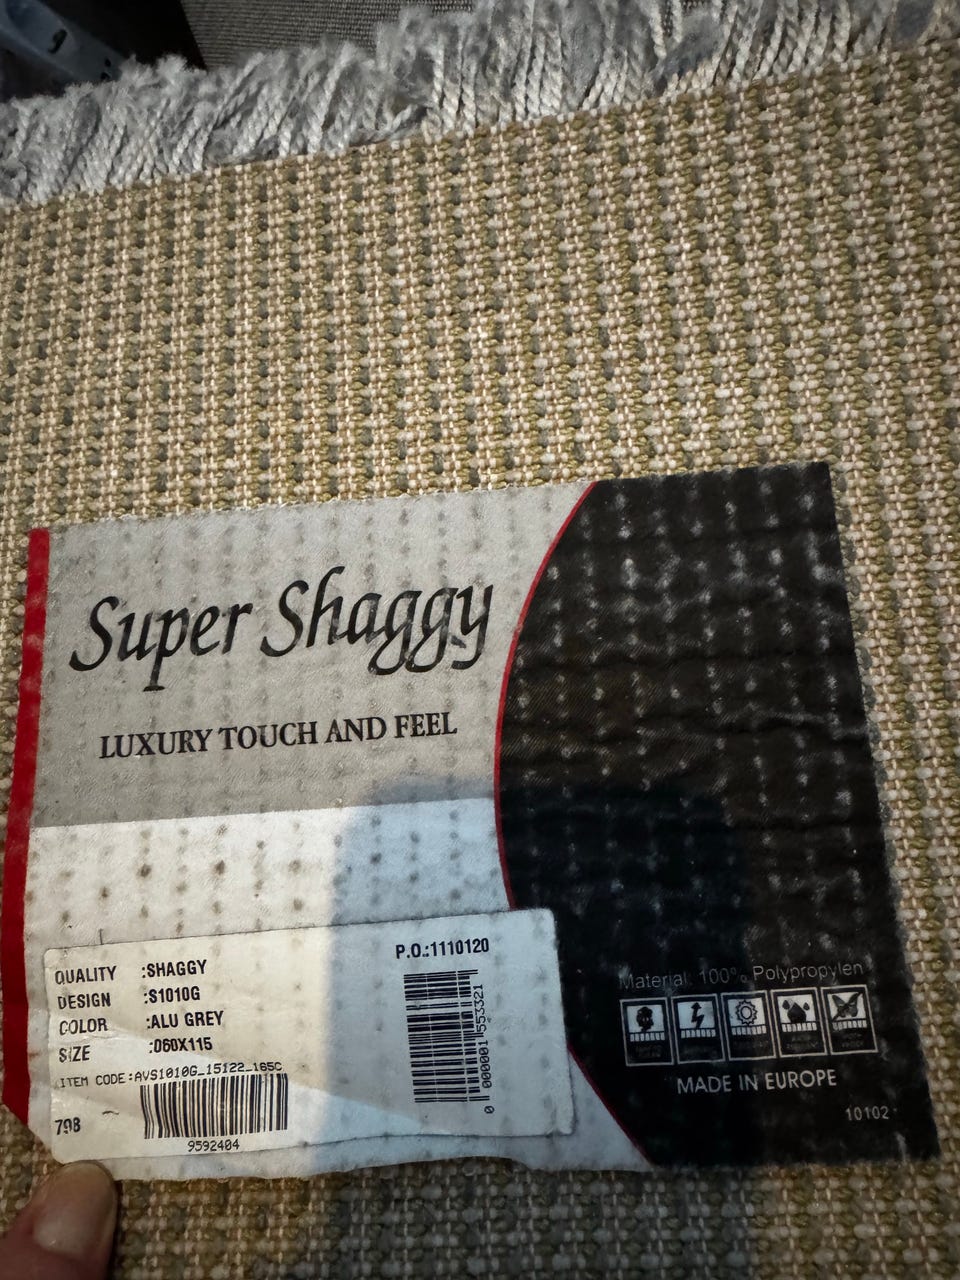 Super Shaggy
LUXURY TOUCH AND FEEL
QUALITY :SHAGGY
DESIGN :S1010G
COLOR :ALU GREY
SIZE :060X115
ITEM CODE:AVS1010G_15122_165C
798
9592404
P.O.:1110120
0 000001 553321
Material: 100% Polypropylen
MADE IN EUROPE
10102